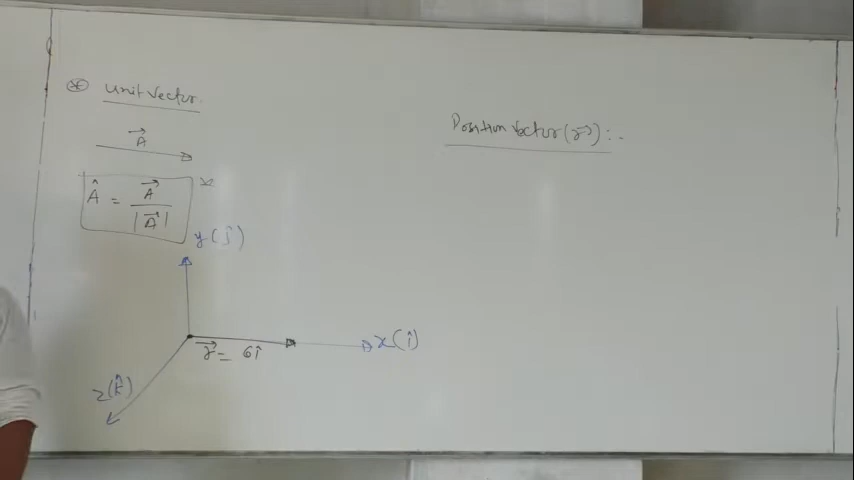 ⊛ Unit Vector.
→A
Â = →A / |→A| *
y(ĵ)
→r = 6î
x(î)
z(k̂)
Position Vector(→r) :-